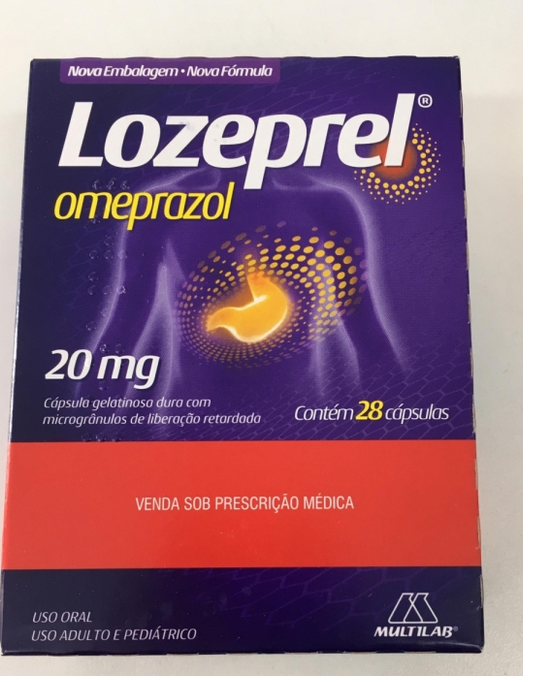 Nova Embalagem • Nova Fórmula
Lozeprel®
omeprazol
20 mg
Cápsula gelatinosa dura com
microgrânulos de liberação retardada
Contém 28 cápsulas
VENDA SOB PRESCRIÇÃO MÉDICA
USO ORAL
USO ADULTO E PEDIÁTRICO
MULTILAB®